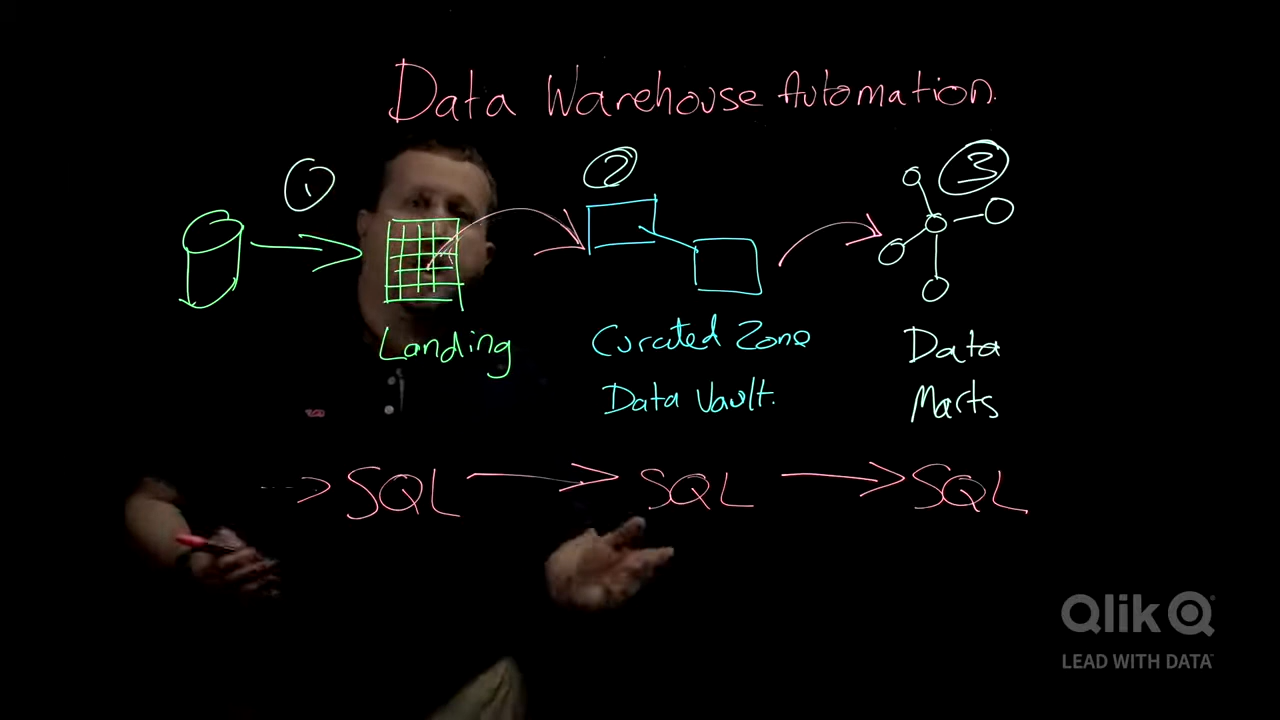 Data Warehouse Automation.
1
2
3
Landing
Curated Zone
Data Vault.
Data
Marts
SQL
SQL
SQL
Qlik
LEAD WITH DATA™